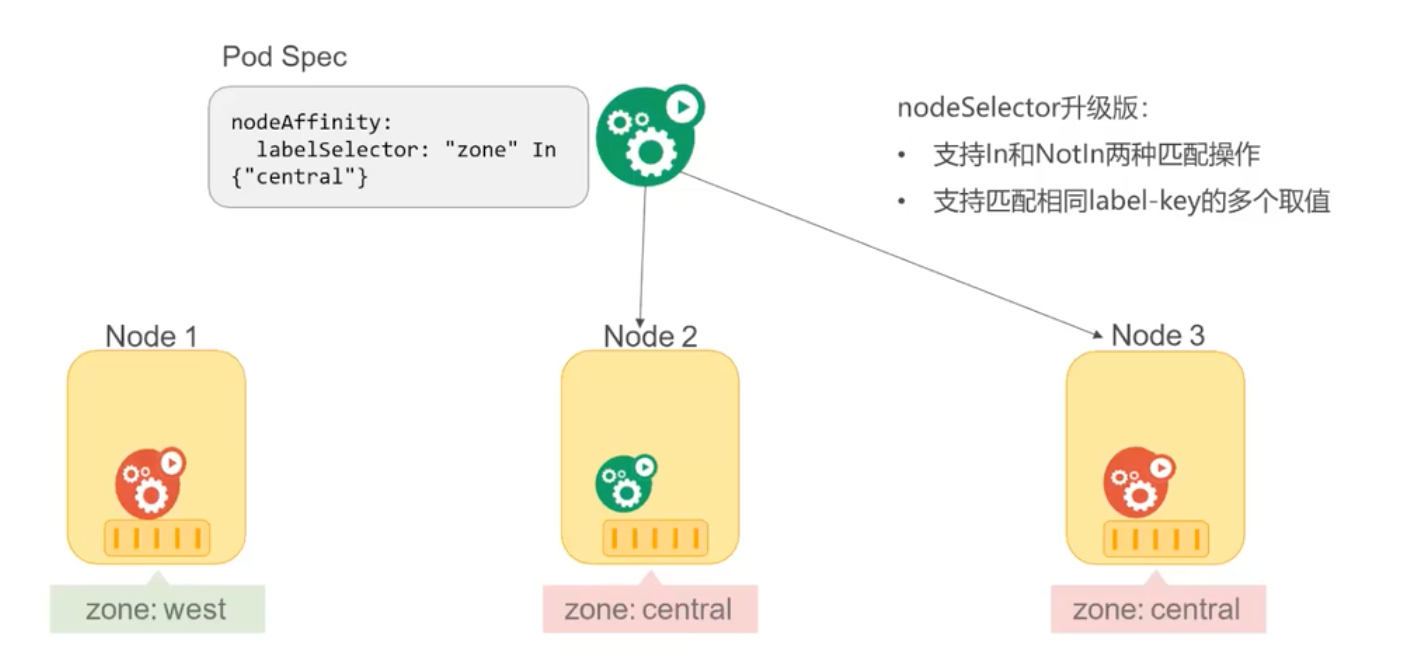 Pod Spec
nodeAffinity:
  labelSelector: "zone" In
{"central"}
nodeSelector升级版：
• 支持In和NotIn两种匹配操作
• 支持匹配相同label-key的多个取值
Node 1
Node 2
Node 3
zone: west
zone: central
zone: central